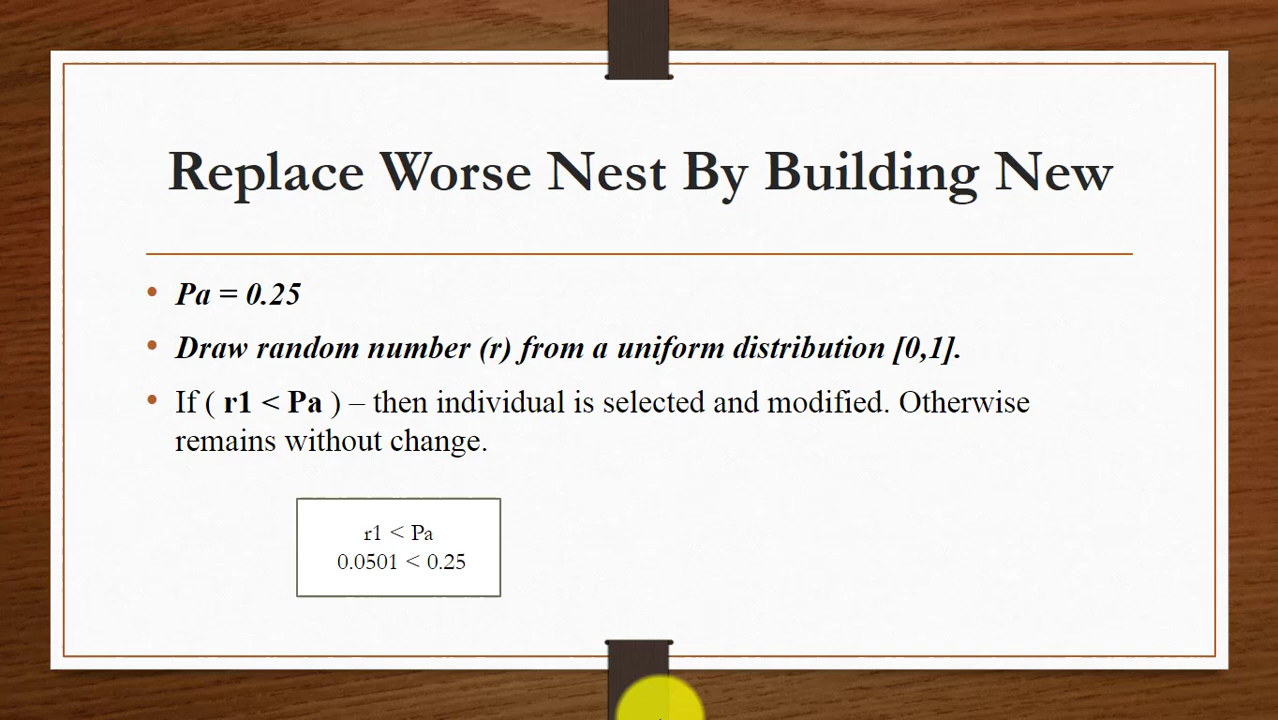 Replace Worse Nest By Building New
• Pa = 0.25
• Draw random number (r) from a uniform distribution [0,1].
• If ( r1 < Pa ) – then individual is selected and modified. Otherwise
remains without change.
r1 < Pa
0.0501 < 0.25